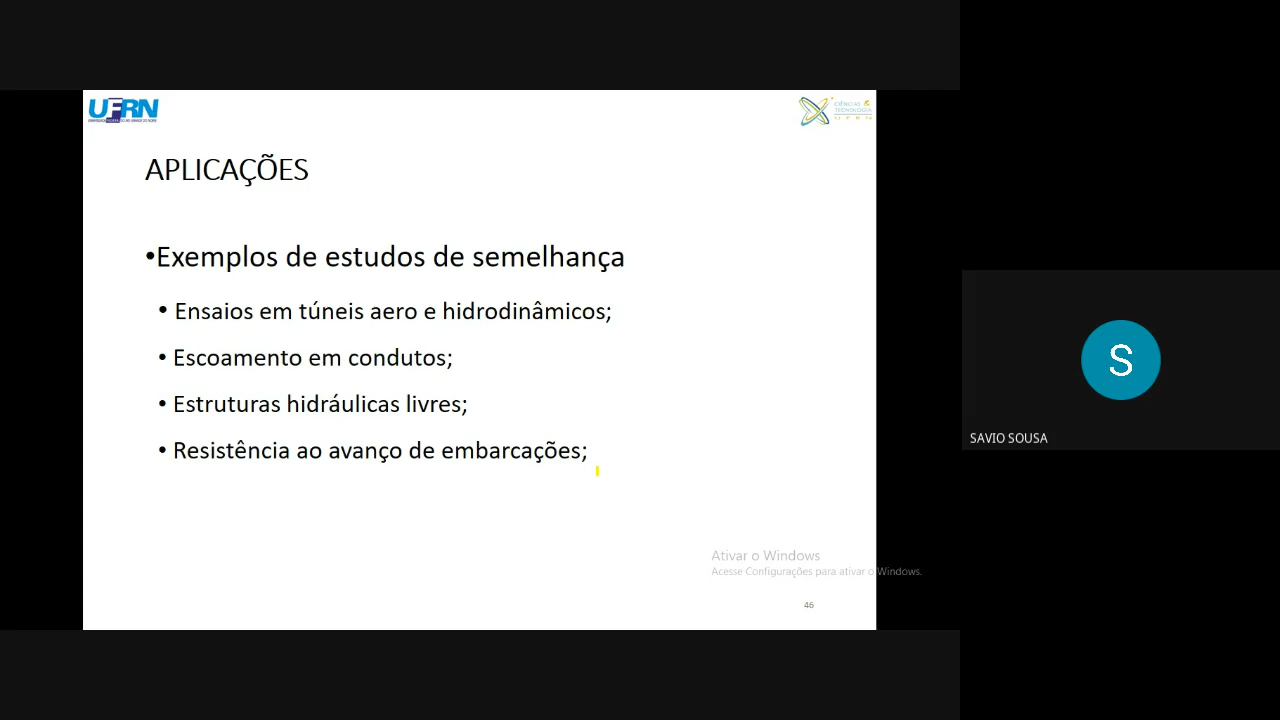 UFRN
CIÊNCIAS &
TECNOLOGIA
UFRN
APLICAÇÕES
•Exemplos de estudos de semelhança
• Ensaios em túneis aero e hidrodinâmicos;
• Escoamento em condutos;
• Estruturas hidráulicas livres;
• Resistência ao avanço de embarcações;
S
SAVIO SOUSA
Ativar o Windows
Acesse Configurações para ativar o Windows.
46